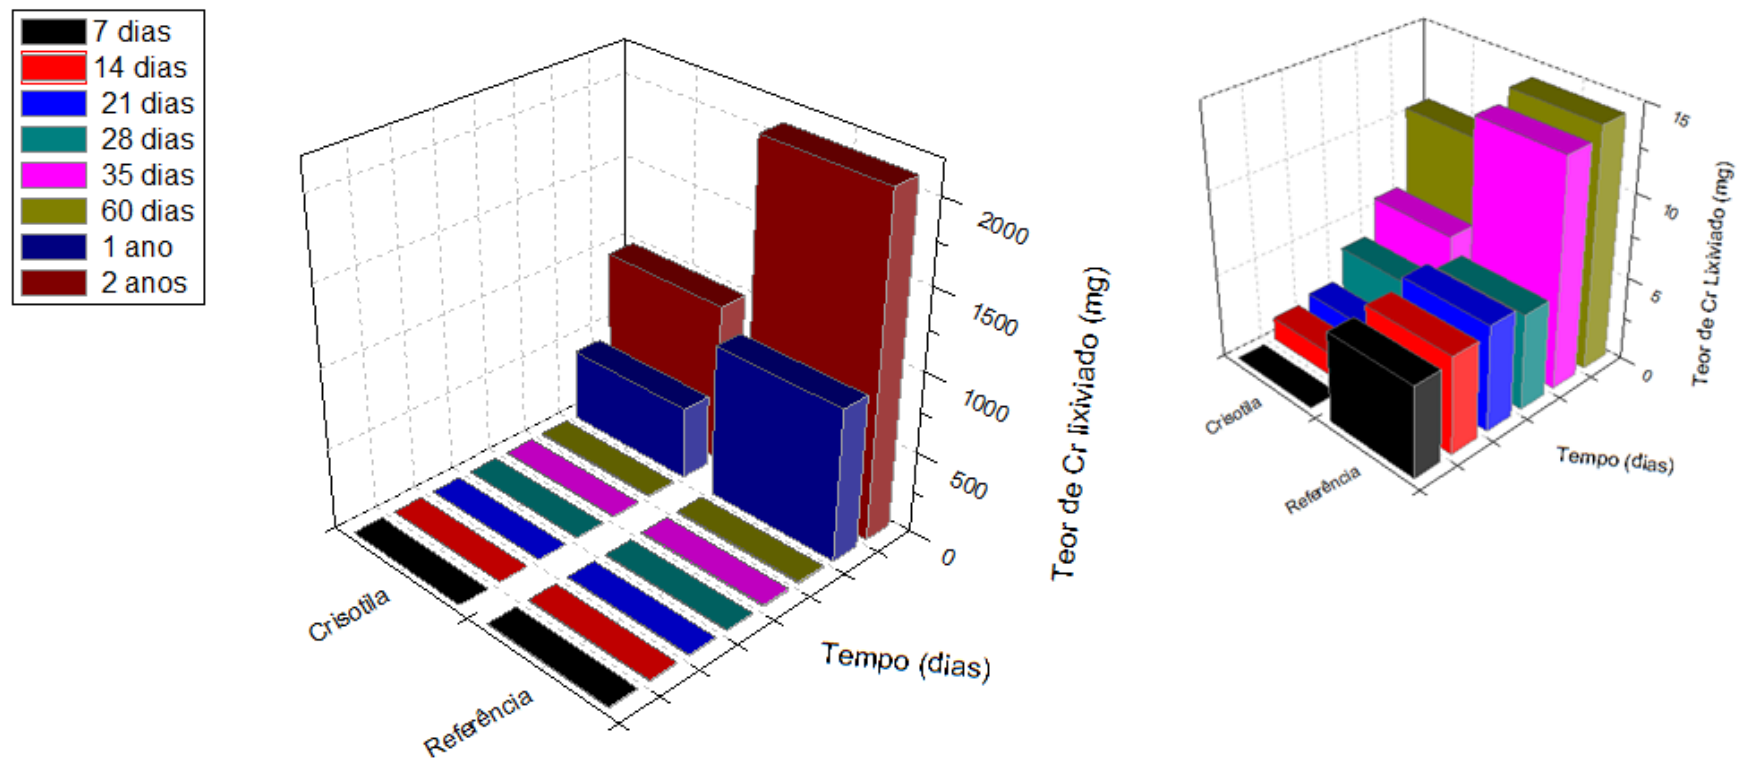 7 dias
14 dias
21 dias
28 dias
35 dias
60 dias
1 ano
2 anos
2000
1500
1000
500
0
Teor de Cr lixiviado (mg)
Tempo (dias)
Crisotila
Referência
15
10
5
0
Teor de Cr Lixiviado (mg)
Tempo (dias)
Crisotila
Referência